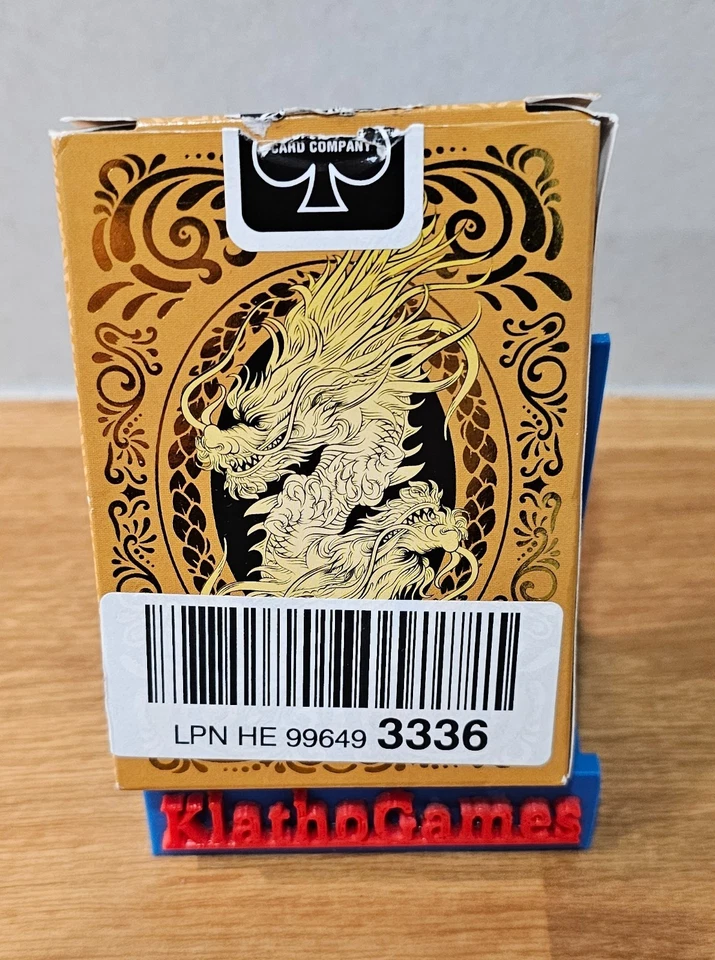 CARD COMPANY
LPN HE 99649 3336
KlathoGames